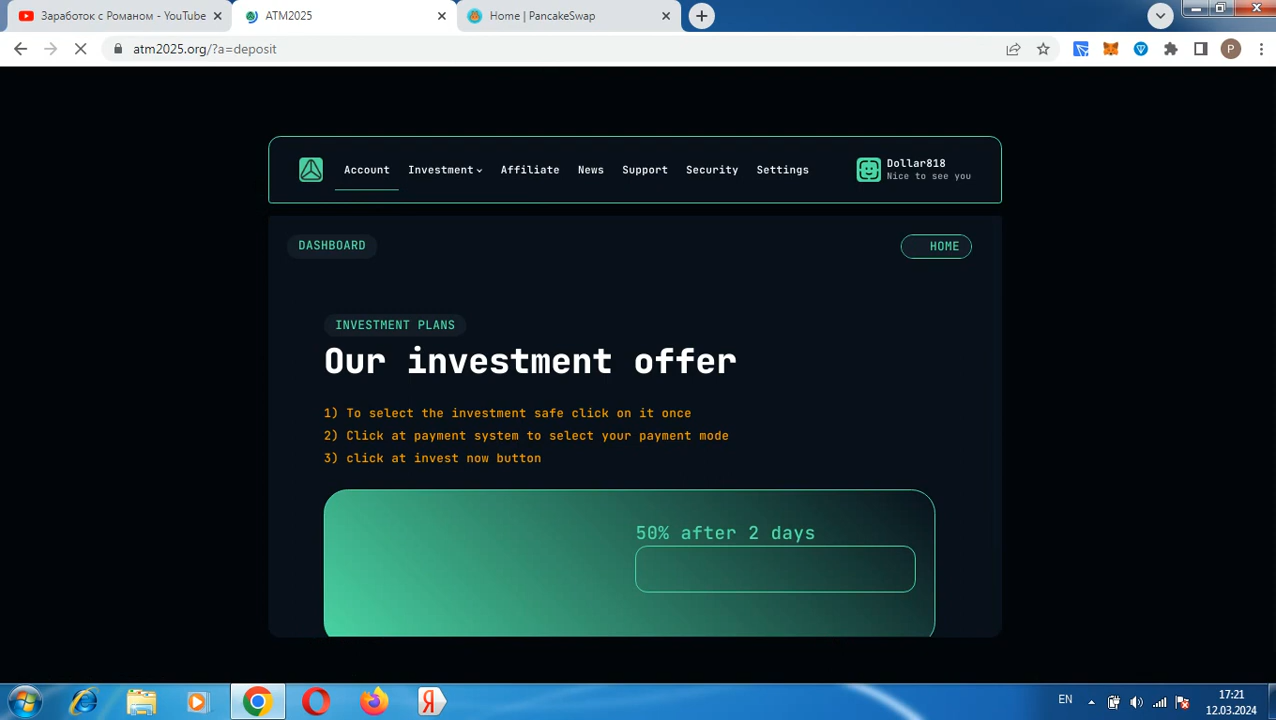 Заработок с Романом - YouTube
ATM2025
Home | PancakeSwap
atm2025.org/?a=deposit
P
Account
Investment
Affiliate
News
Support
Security
Settings
Dollar818
Nice to see you
DASHBOARD
HOME
INVESTMENT PLANS
Our investment offer
1) To select the investment safe click on it once
2) Click at payment system to select your payment mode
3) click at invest now button
50% after 2 days
EN
17:21
12.03.2024